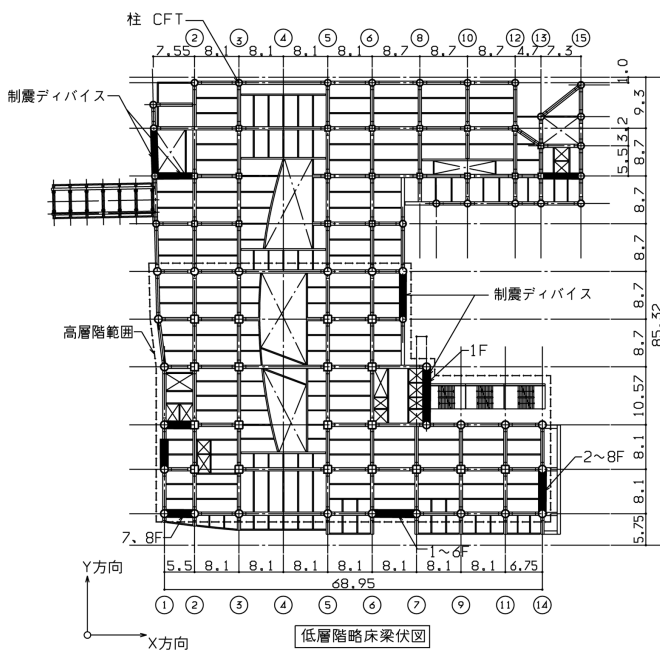 柱 CFT
② ③ ④ ⑤ ⑥ ⑧ ⑩ ⑫ ⑬ ⑮
7.55 8.1 8.1 8.1 8.1 8.7 8.7 8.7 4.7 7.3
1.0
制震ディバイス
9.3
3.2
5.5
8.7
8.7
8.7
制震ディバイス
8.7
85.32
高層階範囲
1F
10.57
8.1
2～8F
8.1
7、8F
1～6F
5.75
5.5 8.1 8.1 8.1 8.1 8.1 8.1 8.1 6.75
68.95
① ② ③ ④ ⑤ ⑥ ⑦ ⑨ ⑪ ⑭
Y方向
X方向
低層階略床梁伏図